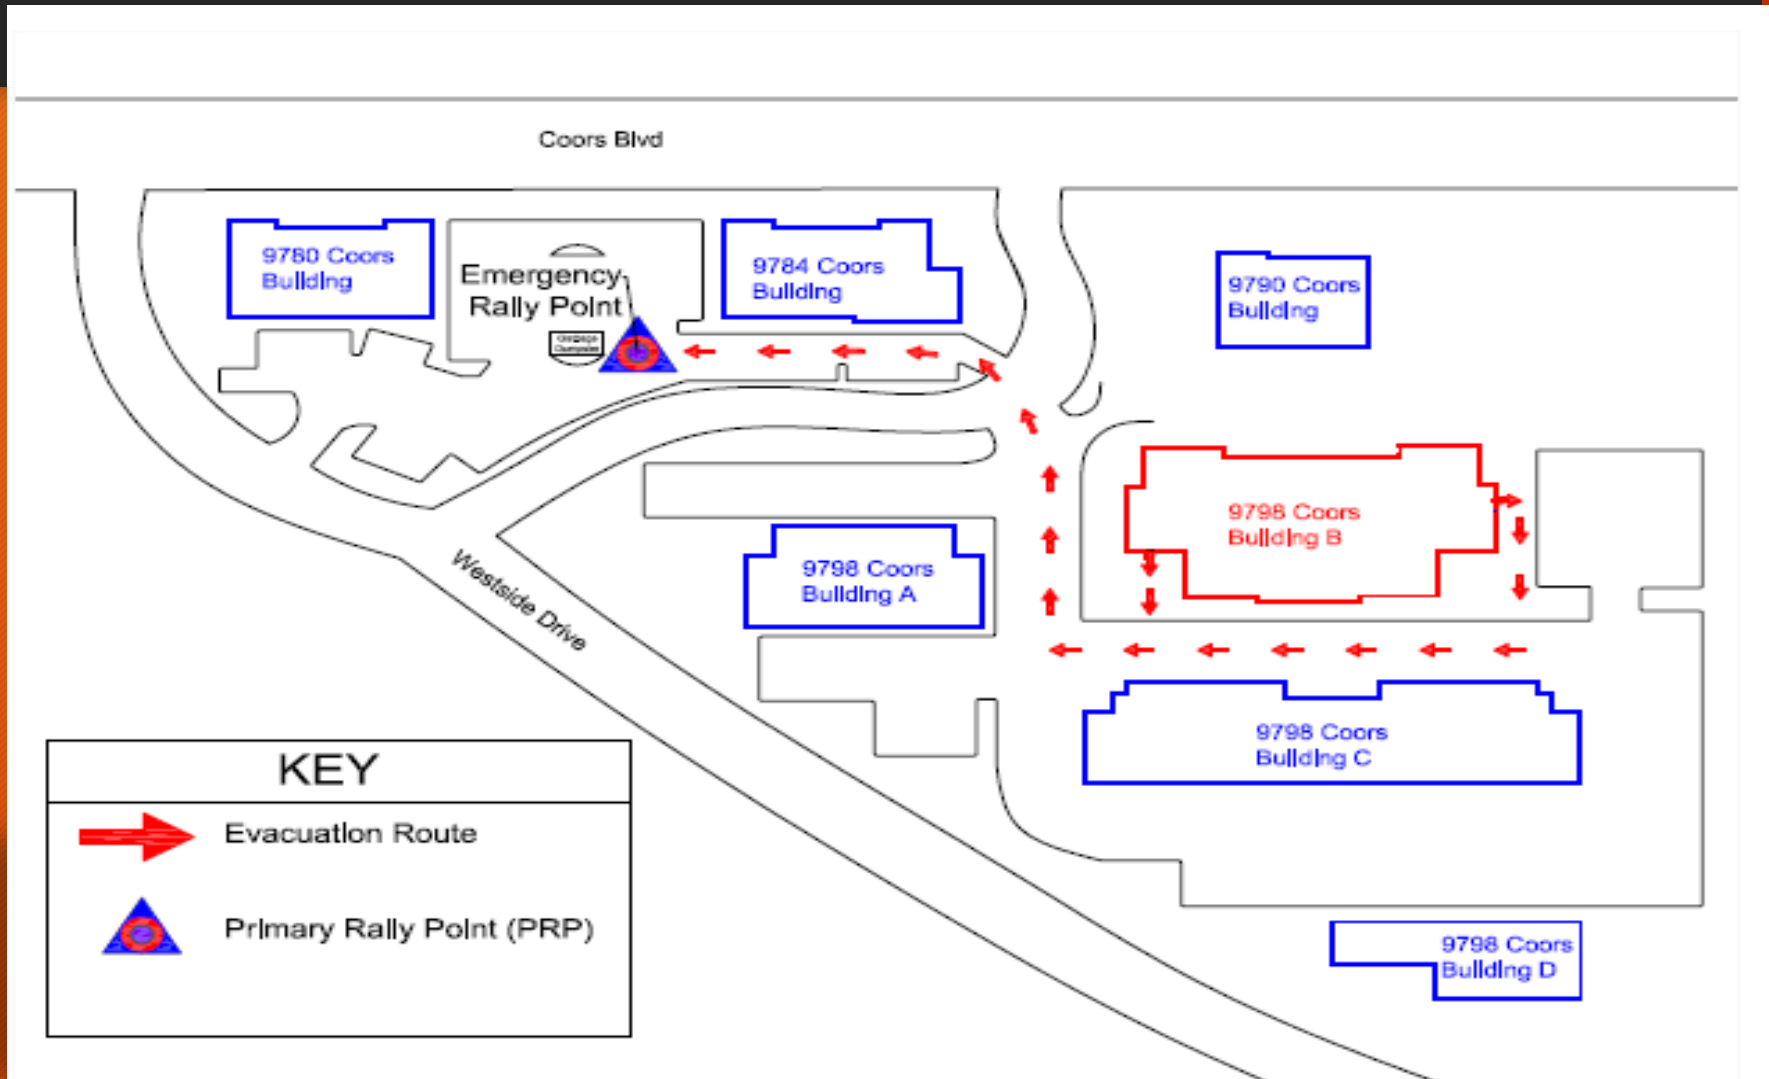 Coors Blvd
9780 Coors
Building
Emergency
Rally Point
9784 Coors
Building
9790 Coors
Building
9798 Coors
Building B
9798 Coors
Building A
Westside Drive
9798 Coors
Building C
KEY
Evacuation Route
Primary Rally Point (PRP)
9798 Coors
Building D